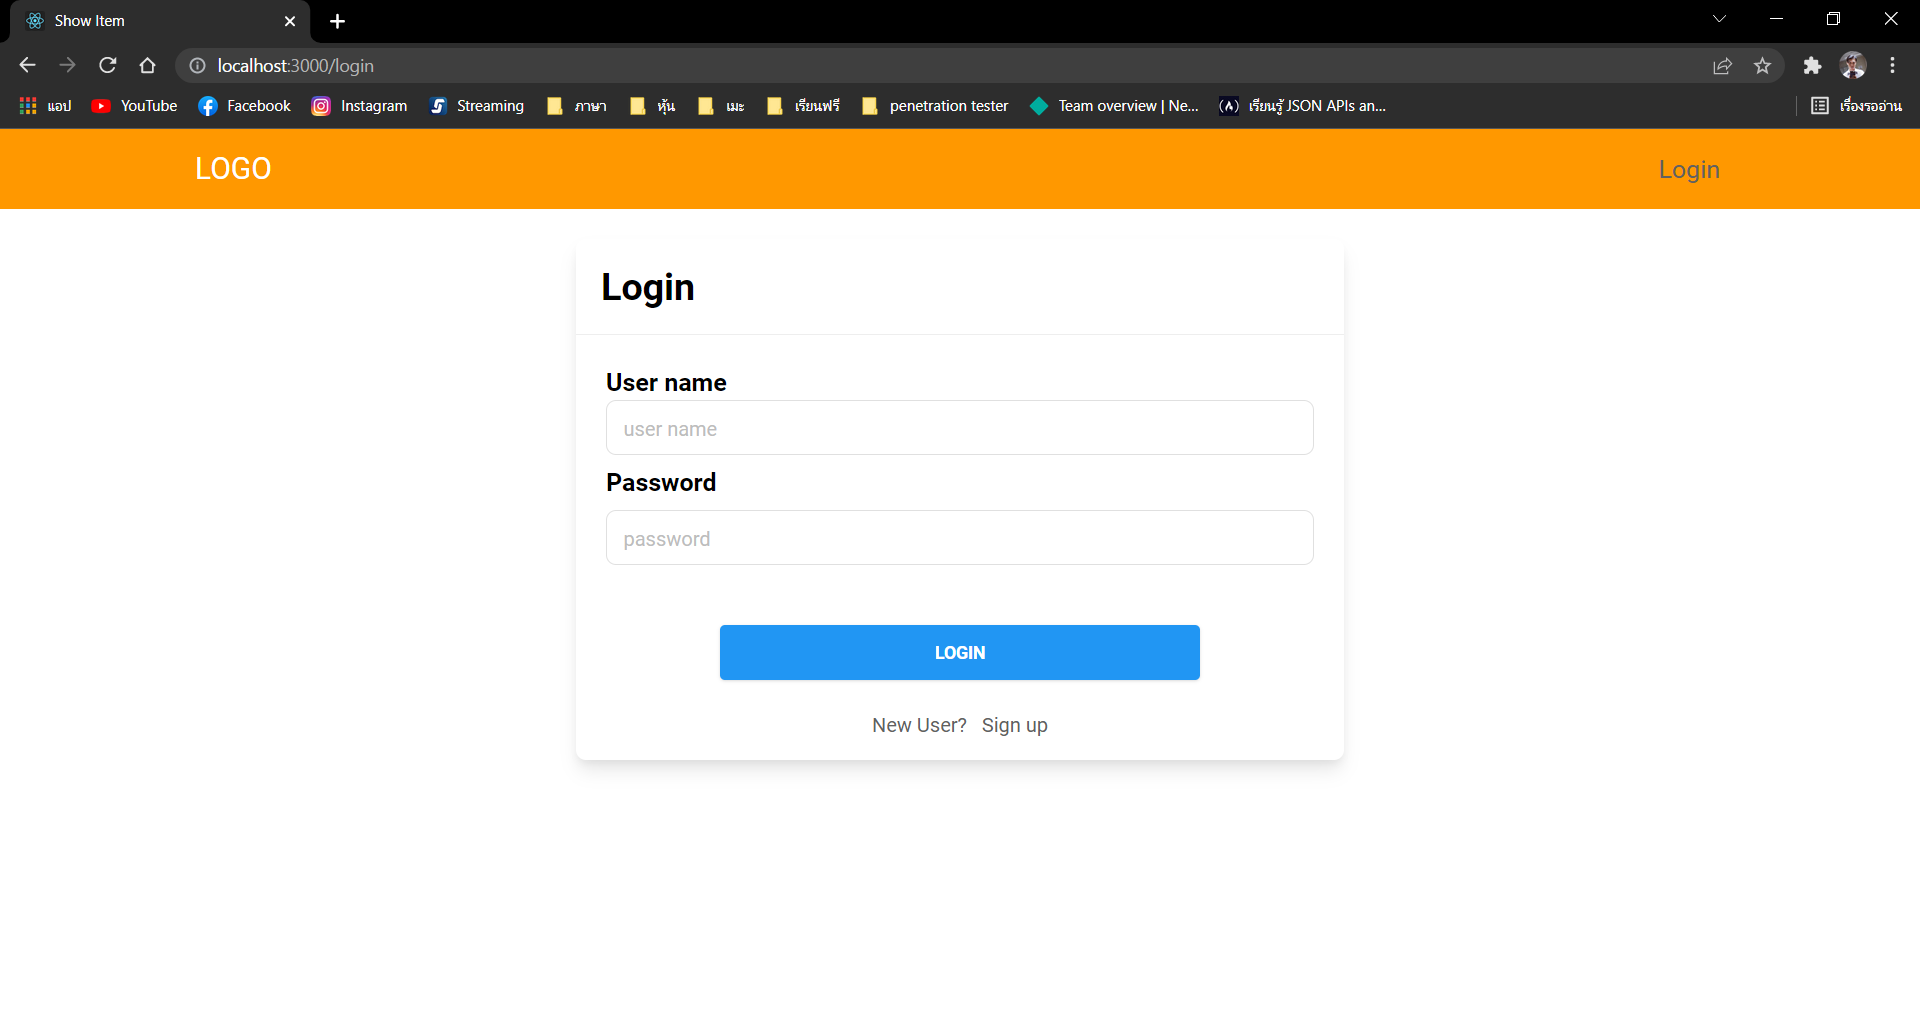 Show Item
localhost:3000/login
แอป YouTube Facebook Instagram Streaming ภาษา หุ้น เมะ เรียนฟรี penetration tester Team overview | Ne... เรียนรู้ JSON APIs an... เรื่องรออ่าน
LOGO Login
Login
User name
user name
Password
password
LOGIN
New User? Sign up